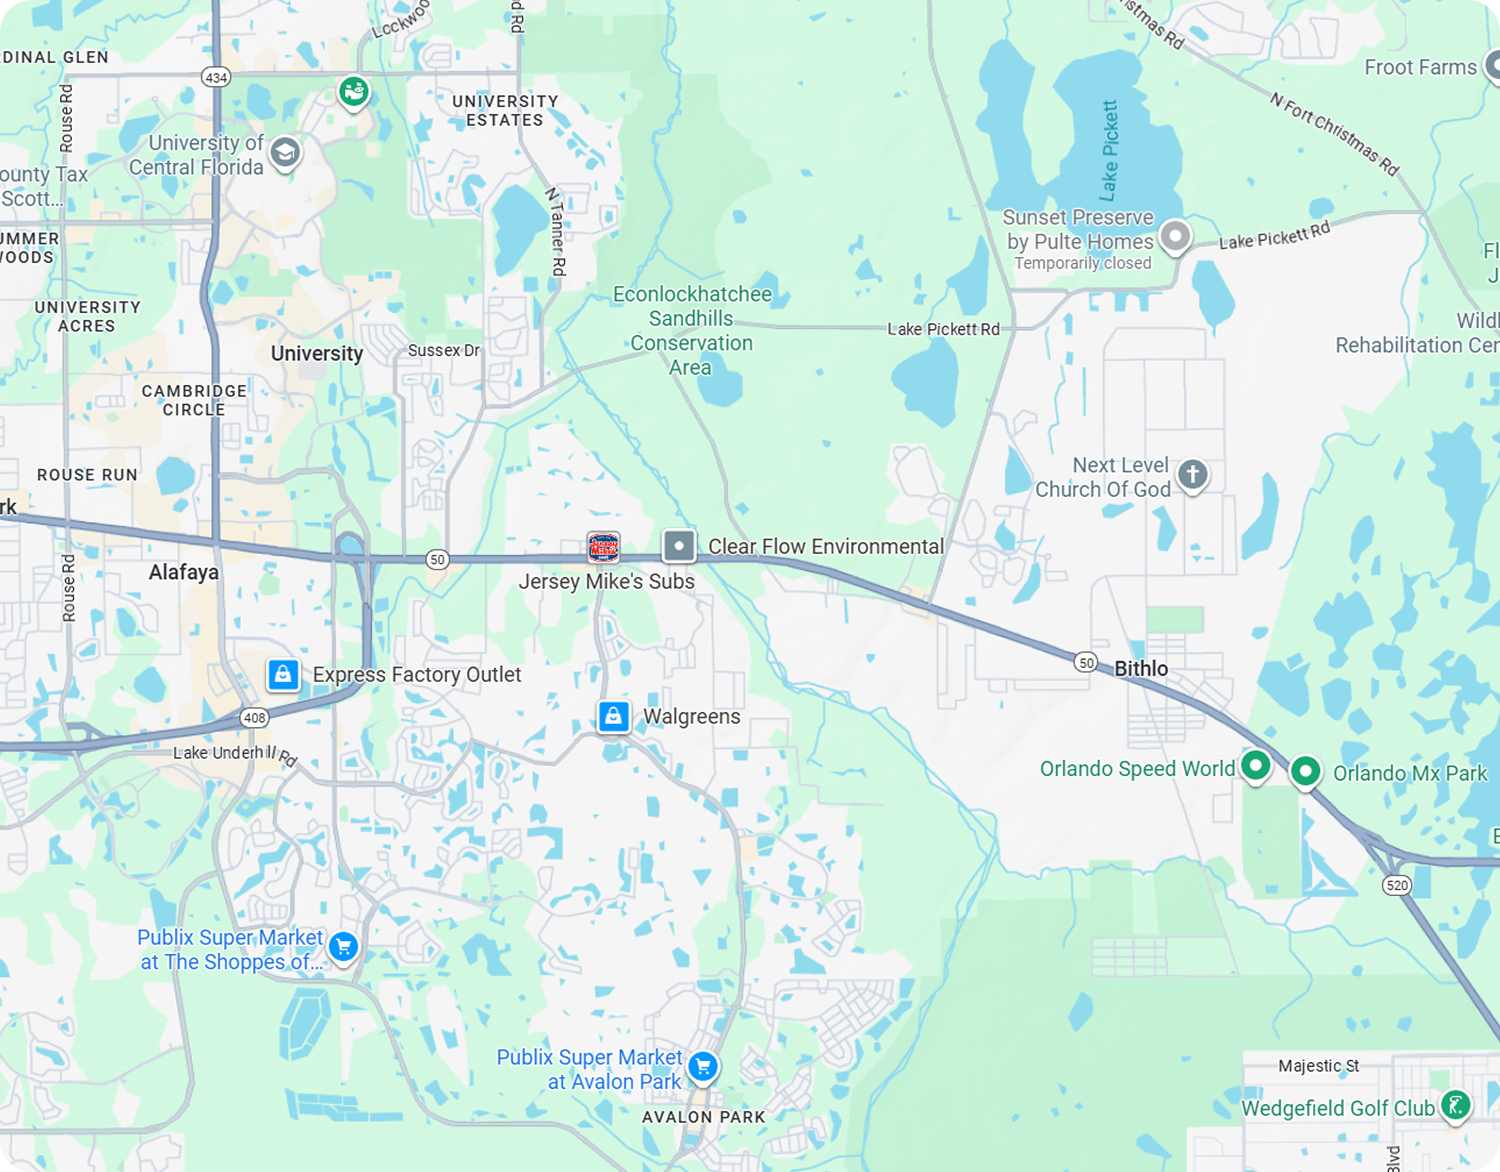 Lockwoo
d Rd
istmas Rd
RDINAL GLEN
434
Froot Farms
Rouse Rd
UNIVERSITY
ESTATES
N Fort Christmas Rd
University of
Central Florida
Lake Pickett
ounty Tax
Scott...
N Tanner Rd
Sunset Preserve
by Pulte Homes
Temporarily closed
Lake Pickett Rd
UMMER
WOODS
Fl
J
UNIVERSITY
ACRES
Econlockhatchee
Sandhills
Conservation
Area
Lake Pickett Rd
Wildl
Rehabilitation Cen
University
Sussex Dr
CAMBRIDGE
CIRCLE
ROUSE RUN
Next Level
Church Of God
rk
Jersey Mike's
Clear Flow Environmental
50
Alafaya
Rouse Rd
Jersey Mike's Subs
50
Bithlo
Express Factory Outlet
408
Walgreens
Lake Underhill Rd
Orlando Speed World
Orlando Mx Park
E
520
Publix Super Market
at The Shoppes of...
Publix Super Market
at Avalon Park
Majestic St
AVALON PARK
Wedgefield Golf Club
Blvd